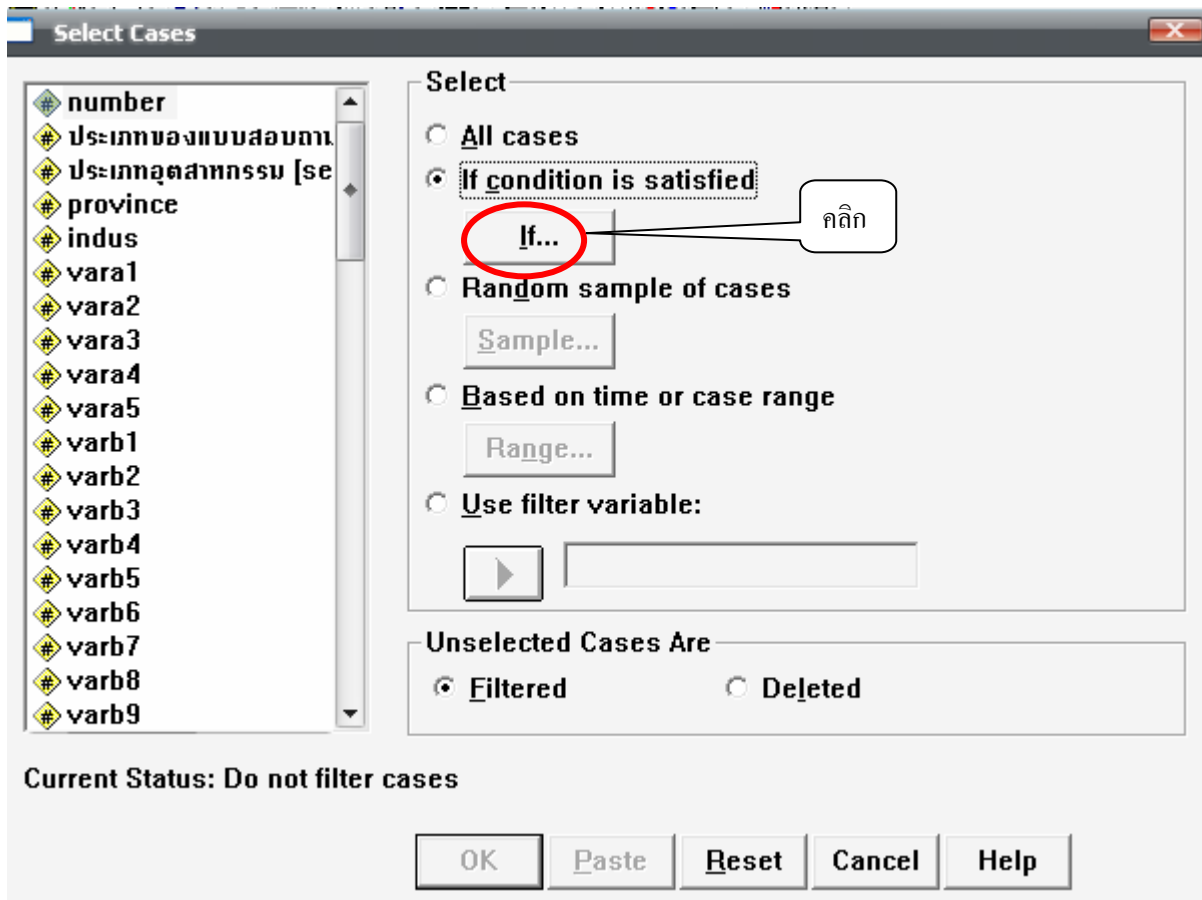 Select Cases
number
ประเภทของแบบสอบถาม
ประเภทอุตสาหกรรม [se
province
indus
vara1
vara2
vara3
vara4
vara5
varb1
varb2
varb3
varb4
varb5
varb6
varb7
varb8
varb9
Select
All cases
If condition is satisfied
If...
คลิก
Random sample of cases
Sample...
Based on time or case range
Range...
Use filter variable:
Unselected Cases Are
Filtered
Deleted
Current Status: Do not filter cases
OK
Paste
Reset
Cancel
Help